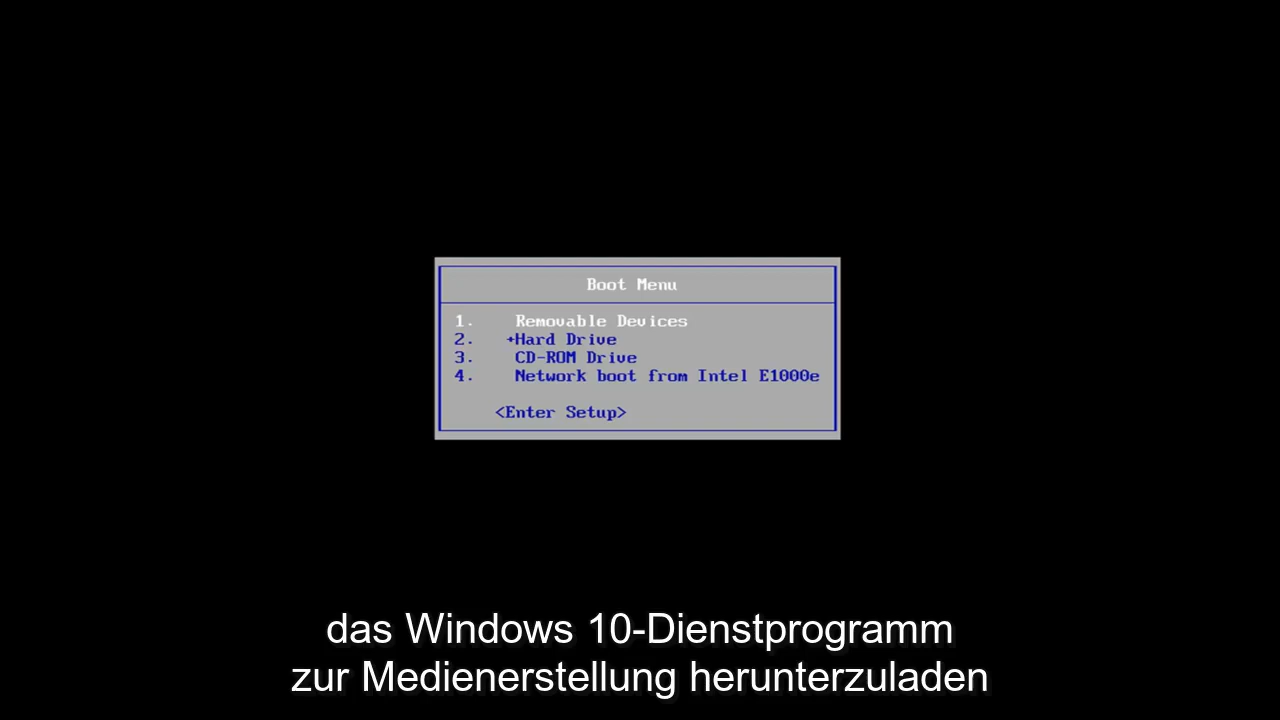 Boot Menu
1. Removable Devices
2. +Hard Drive
3. CD-ROM Drive
4. Network boot from Intel E1000e
<Enter Setup>
das Windows 10-Dienstprogramm
zur Medienerstellung herunterzuladen